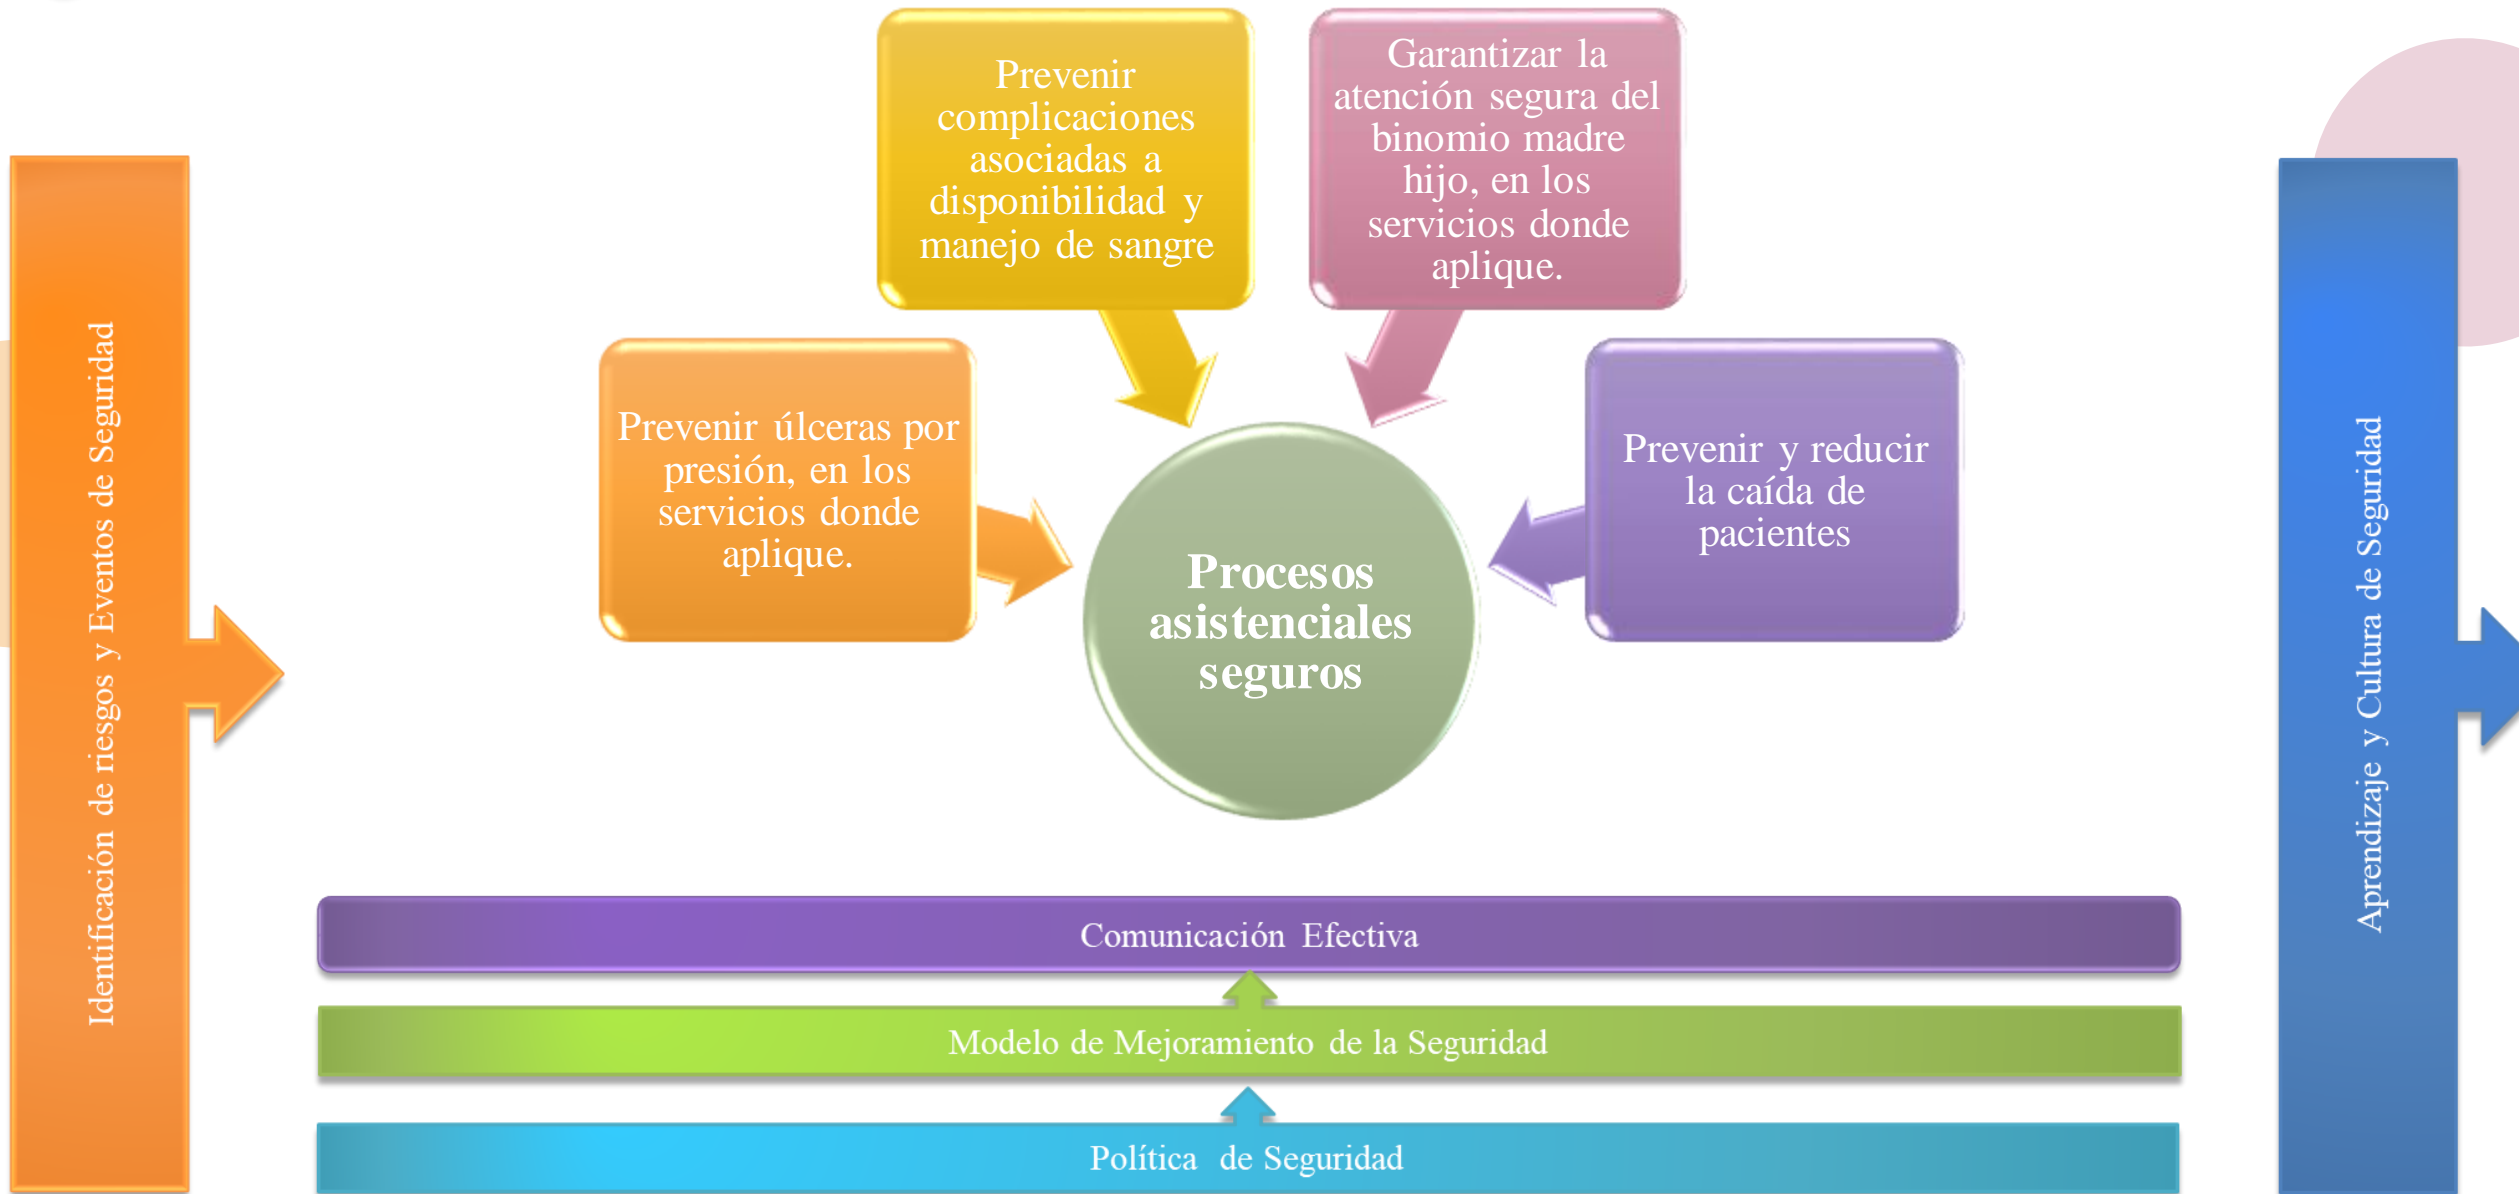 Identificación de riesgos y Eventos de Seguridad
Prevenir úlceras por
presión, en los
servicios donde
aplique.
Prevenir
complicaciones
asociadas a
disponibilidad y
manejo de sangre
Garantizar la
atención segura del
binomio madre
hijo, en los
servicios donde
aplique.
Prevenir y reducir
la caída de
pacientes
Procesos
asistenciales
seguros
Comunicación Efectiva
Modelo de Mejoramiento de la Seguridad
Política de Seguridad
Aprendizaje y Cultura de Seguridad